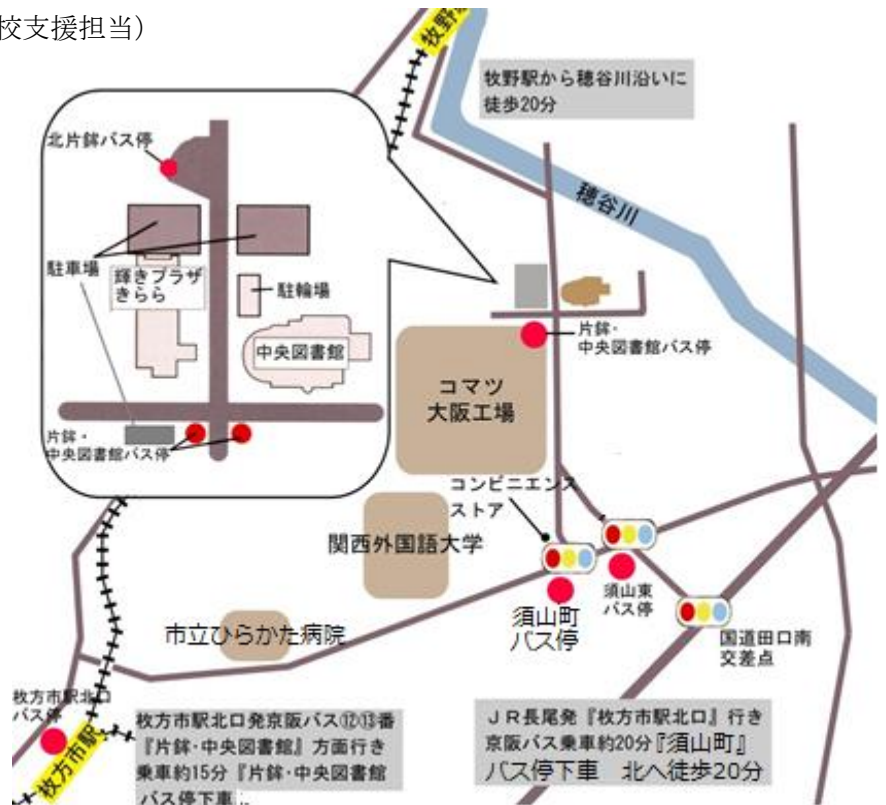 校支援担当）
牧野
牧野駅から穂谷川沿いに
徒歩20分
北片鉾バス停
穂谷川
駐車場
輝きプラザ
きらら
駐輪場
中央図書館
片鉾・
中央図書館バス停
片鉾・
中央図書館バス停
コマツ
大阪工場
コンビニエンス
ストア
関西外国語大学
須山町
バス停
須山東
バス停
国道田口南
交差点
市立ひらかた病院
枚方市駅北口
バス停
枚方市駅
枚方市駅北口発京阪バス⑫⑬番
『片鉾・中央図書館』方面行き
乗車約15分『片鉾・中央図書館
バス停下車
ＪＲ長尾発『枚方市駅北口』行き
京阪バス乗車約20分『須山町』
バス停下車　北へ徒歩20分